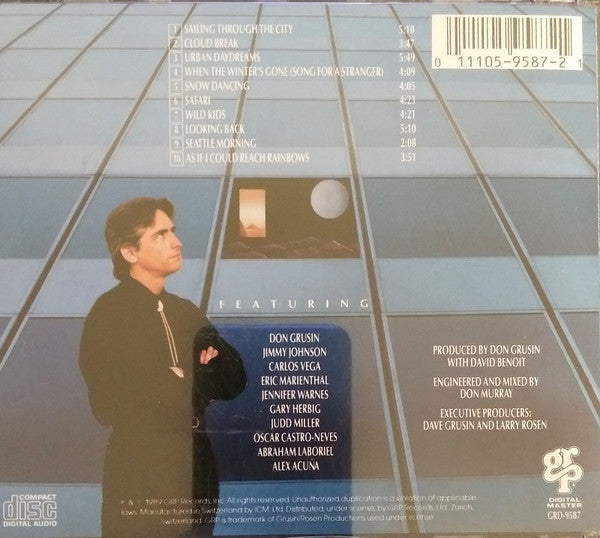 1 SAILING THROUGH THE CITY 5:10
2 CLOUD BREAK 3:47
3 URBAN DAYDREAMS 5:49
4 WHEN THE WINTER'S GONE (SONG FOR A STRANGER) 4:09
5 SNOW DANCING 4:05
6 SAFARI 4:23
7 WILD KIDS 4:21
8 LOOKING BACK 5:10
9 SEATTLE MORNING 2:08
10 AS IF I COULD REACH RAINBOWS 3:51
0 11105-9587-2 1
FEATURING
DON GRUSIN
JIMMY JOHNSON
CARLOS VEGA
ERIC MARIENTHAL
JENNIFER WARNES
GARY HERBIG
JUDD MILLER
OSCAR CASTRO-NEVES
ABRAHAM LABORIEL
ALEX ACUNA
PRODUCED BY DON GRUSIN
WITH DAVID BENOIT
ENGINEERED AND MIXED BY
DON MURRAY
EXECUTIVE PRODUCERS:
DAVE GRUSIN AND LARRY ROSEN
COMPACT
disc
DIGITAL AUDIO
1989 GRP Records, Inc. All rights reserved. Unauthorized duplication is a violation of applicable
laws. Manufactured in Switzerland by ICM, Ltd. Distributed, under license, by GRP Records, Ltd. Zurich,
Switzerland. GRP is trademark of Grusin/Rosen Productions used under license.
grp
DIGITAL
MASTER
GRD-9587